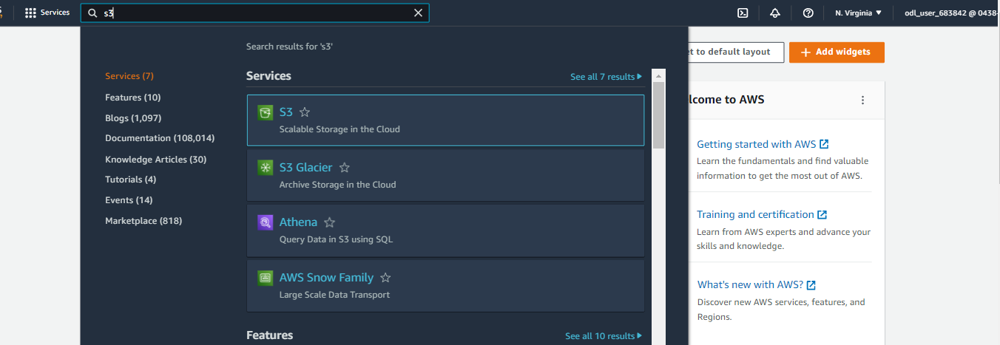 Services
s3
N. Virginia
odl_user_683842 @ 0438-
Search results for 's3'
Services (7)
Features (10)
Blogs (1,097)
Documentation (108,014)
Knowledge Articles (30)
Tutorials (4)
Events (14)
Marketplace (818)
Services
See all 7 results
S3
Scalable Storage in the Cloud
S3 Glacier
Archive Storage in the Cloud
Athena
Query Data in S3 using SQL
AWS Snow Family
Large Scale Data Transport
Features
See all 10 results
et to default layout
Add widgets
lcome to AWS
Getting started with AWS
Learn the fundamentals and find valuable
information to get the most out of AWS.
Training and certification
Learn from AWS experts and advance your
skills and knowledge.
What's new with AWS?
Discover new AWS services, features, and
Regions.